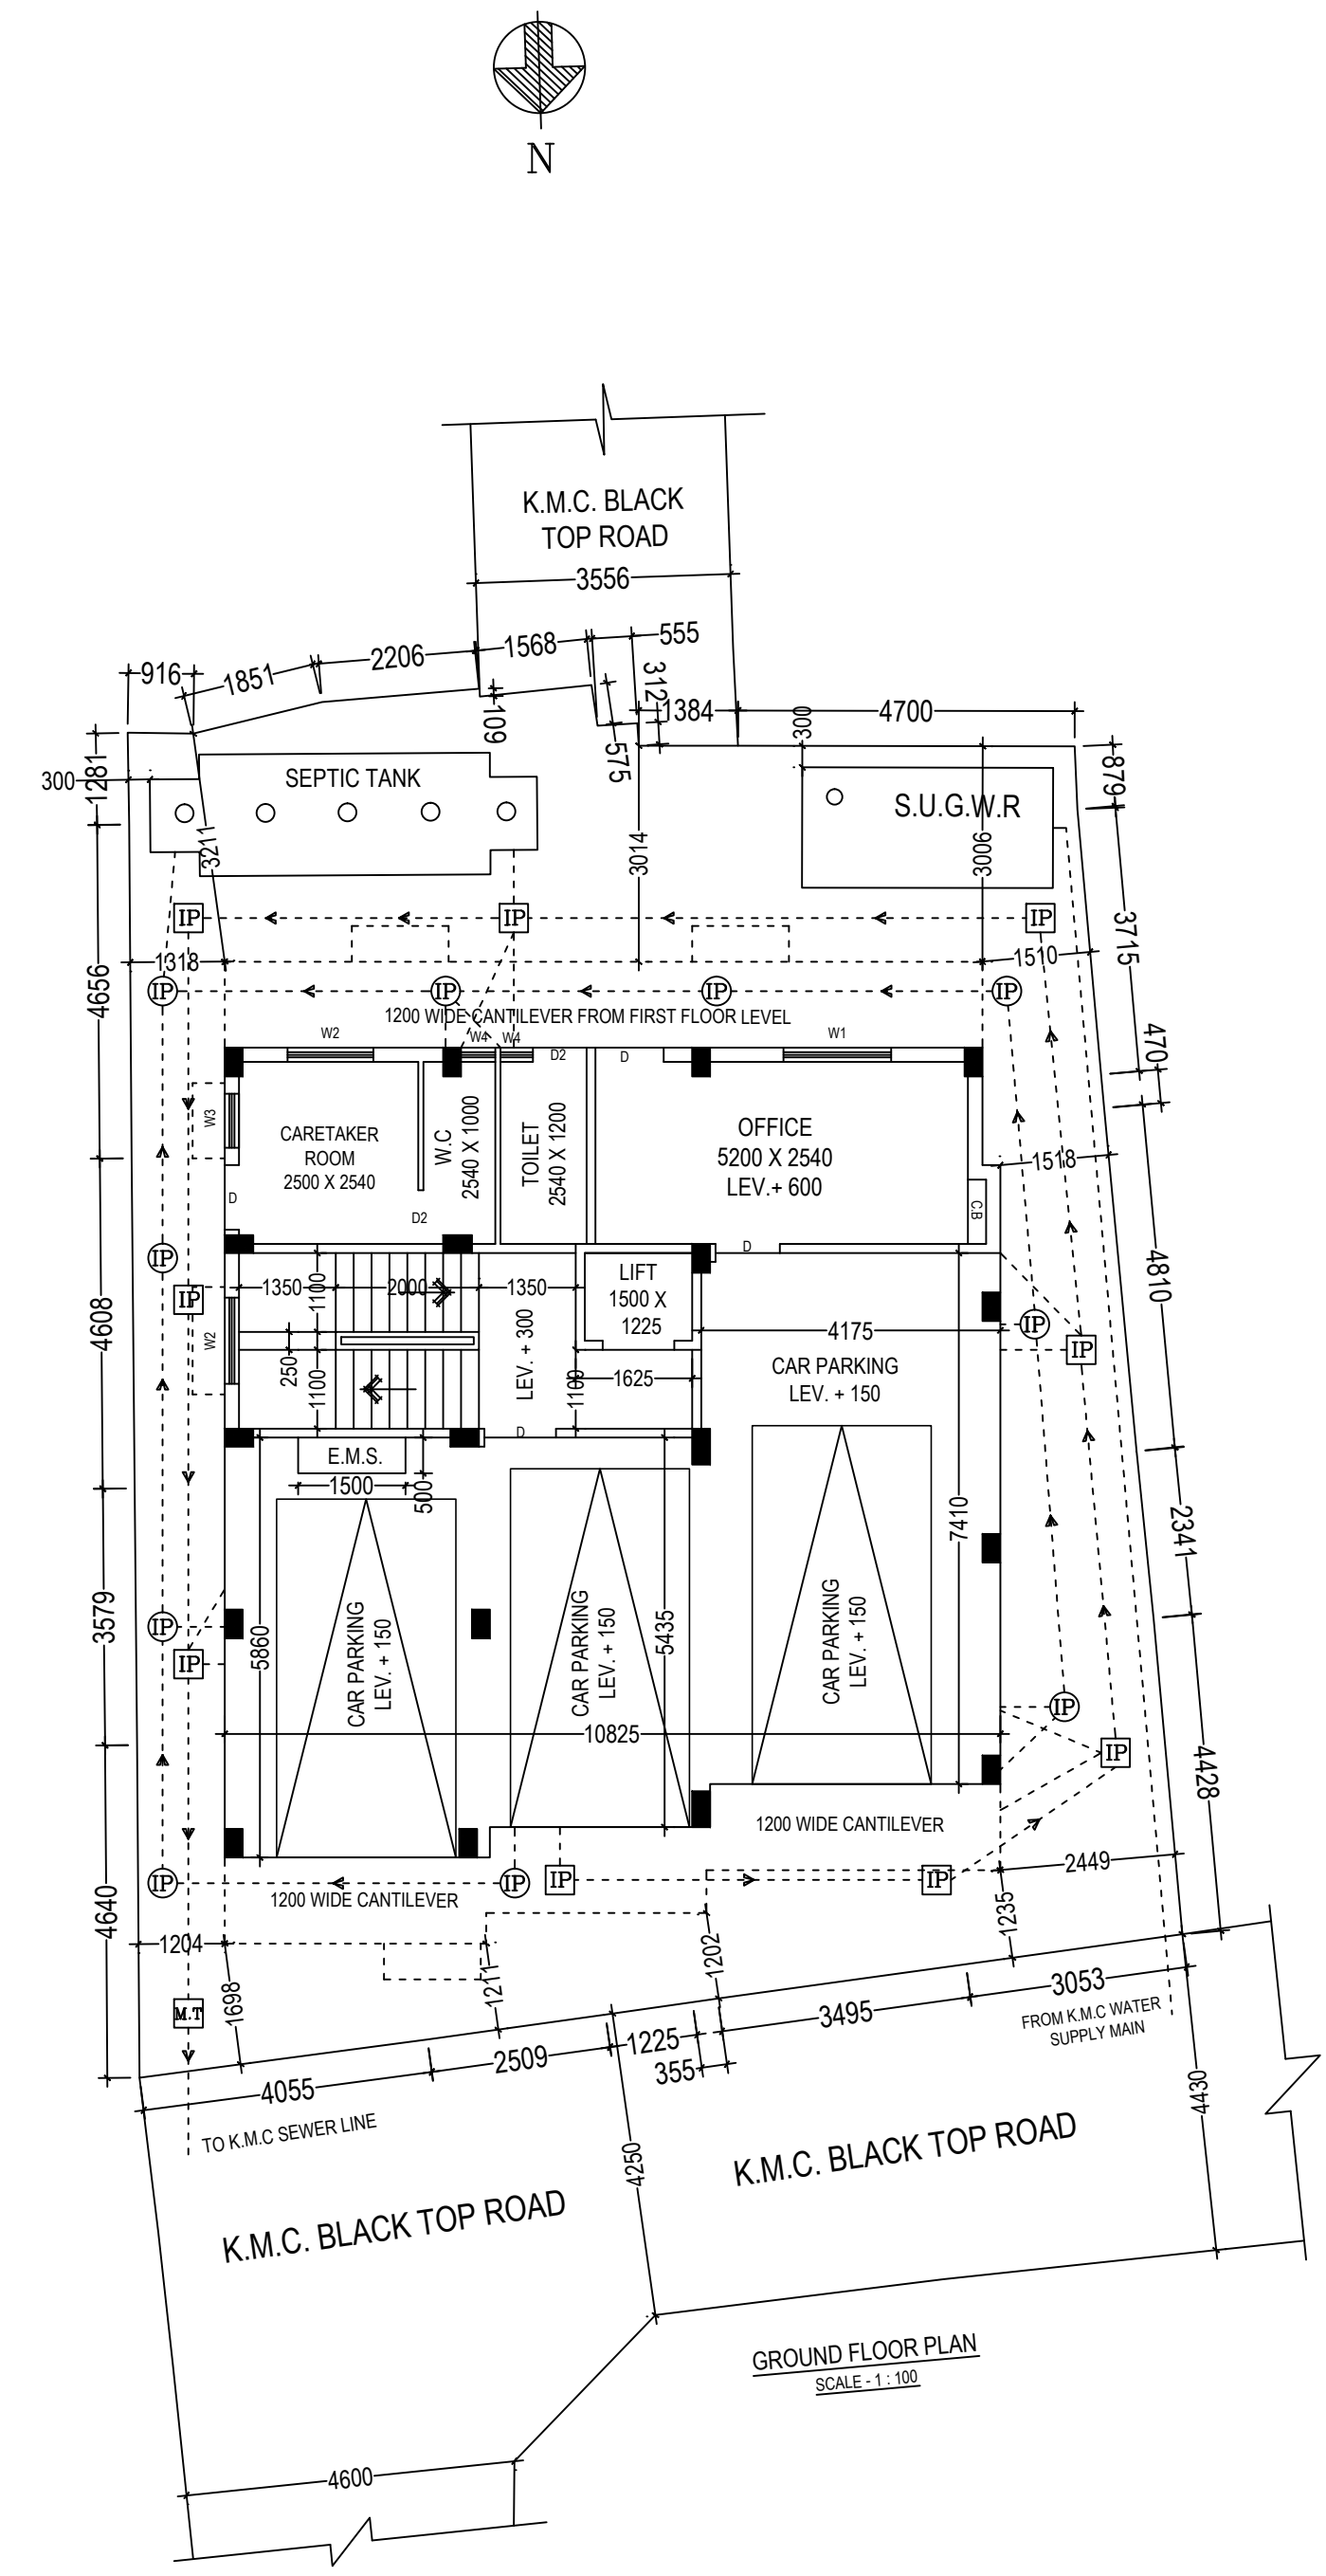 N
K.M.C. BLACK
TOP ROAD
3556
916
1851
2206
1568
555
312
109
575
1384
300
4700
879
1281
300
SEPTIC TANK
S.U.G.W.R
3211
3014
3006
3715
IP
IP
IP
1318
1510
4656
IP
IP
IP
IP
1200 WIDE CANTILEVER FROM FIRST FLOOR LEVEL
470
W2
W4
W4
D2
D
W1
W3
CARETAKER
ROOM
2500 X 2540
W.C
2540 X 1000
TOILET
2540 X 1200
OFFICE
5200 X 2540
LEV.+ 600
1518
D
D2
C.B
D
IP
4608
IP
W2
1350
1100
2000
1350
250
1100
LEV. + 300
LIFT
1500 X
1225
1100
1625
4175
CAR PARKING
LEV. + 150
IP
IP
4810
D
E.M.S.
1500
500
7410
2341
3579
IP
IP
5860
CAR PARKING
LEV. + 150
CAR PARKING
LEV. + 150
5435
CAR PARKING
LEV. + 150
10825
IP
IP
4428
1200 WIDE CANTILEVER
2449
4640
IP
IP
IP
IP
1200 WIDE CANTILEVER
1235
1204
1202
1211
1698
M.T
3053
3495
1225
355
2509
4055
FROM K.M.C WATER
SUPPLY MAIN
TO K.M.C SEWER LINE
4430
4250
K.M.C. BLACK TOP ROAD
K.M.C. BLACK TOP ROAD
GROUND FLOOR PLAN
SCALE - 1 : 100
4600